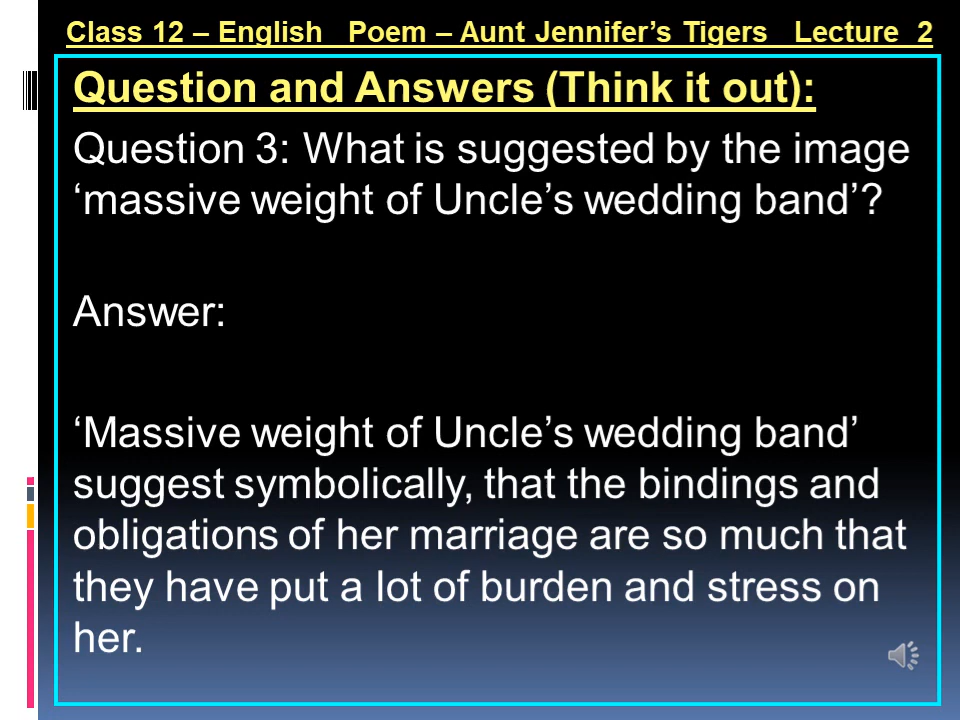 Class 12 – English   Poem – Aunt Jennifer’s Tigers   Lecture  2
Question and Answers (Think it out):
Question 3: What is suggested by the image
‘massive weight of Uncle’s wedding band’?
Answer:
‘Massive weight of Uncle’s wedding band’
suggest symbolically, that the bindings and
obligations of her marriage are so much that
they have put a lot of burden and stress on
her.